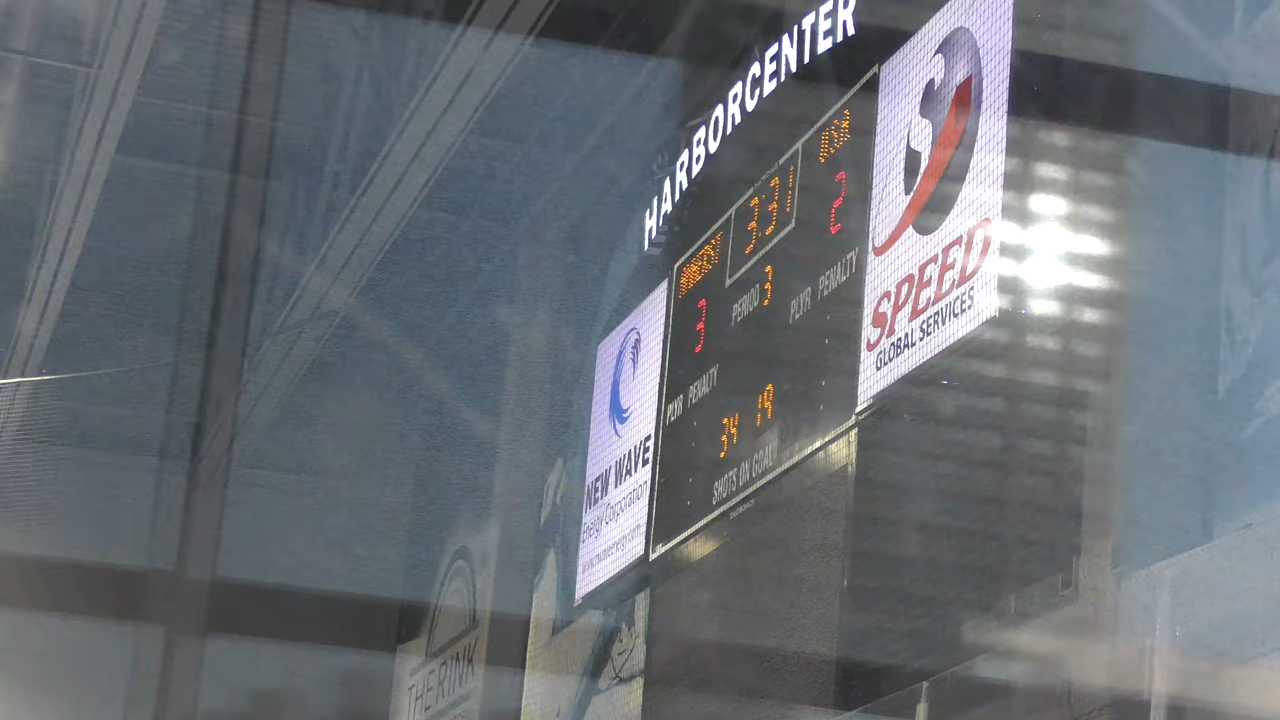 HARBORCENTER
AMHERST
3:31
3
PERIOD 3
2
PLYR PENALTY
PLYR PENALTY
34 19
SHOTS ON GOAL
NEW WAVE
Energy Corporation
SPEED
GLOBAL SERVICES
THE RINK